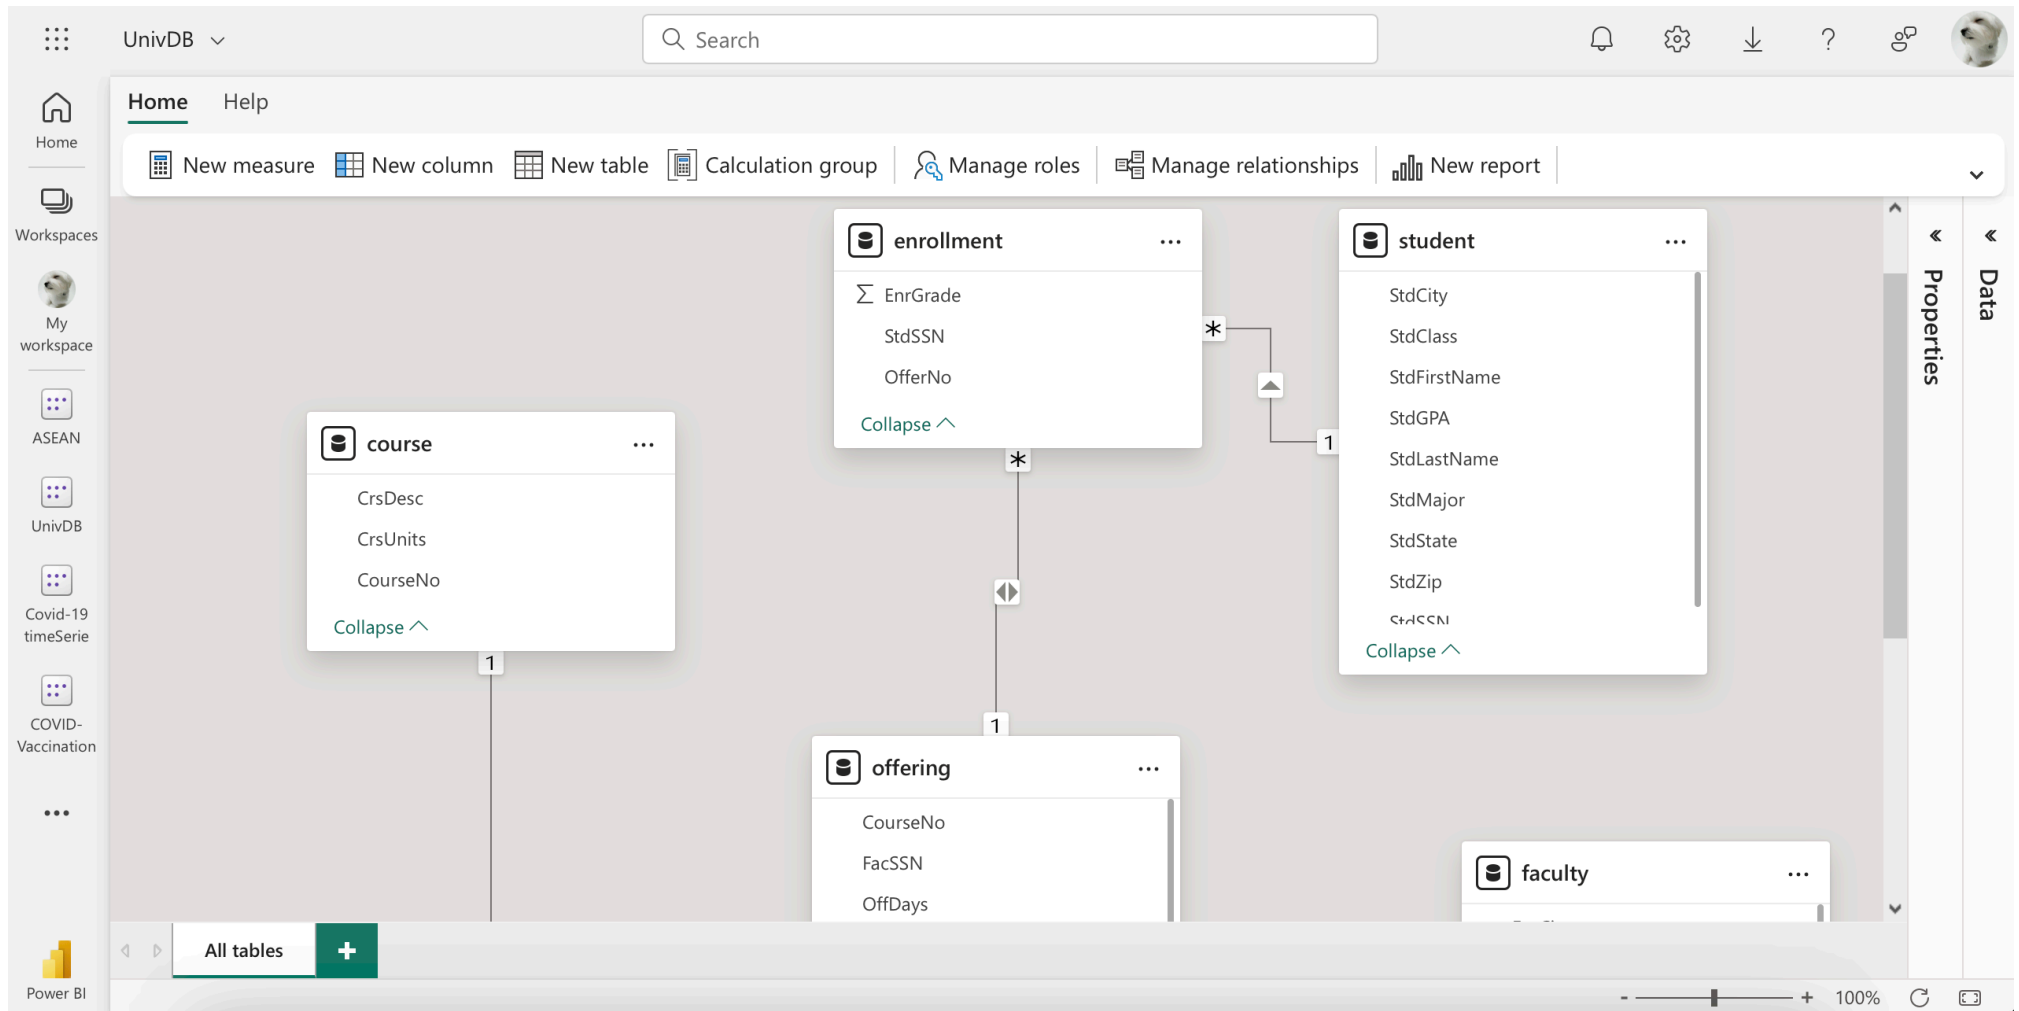 UnivDB
Search
Home
Help
New measure
New column
New table
Calculation group
Manage roles
Manage relationships
New report
Home
Workspaces
My
workspace
ASEAN
UnivDB
Covid-19
timeSerie
COVID-
Vaccination
Power BI
course
CrsDesc
CrsUnits
CourseNo
Collapse
1
enrollment
Σ EnrGrade
StdSSN
OfferNo
Collapse
*
*
1
1
student
StdCity
StdClass
StdFirstName
StdGPA
StdLastName
StdMajor
StdState
StdZip
StdSSN
Collapse
offering
CourseNo
FacSSN
OffDays
faculty
Properties
Data
All tables
+
- + 100%